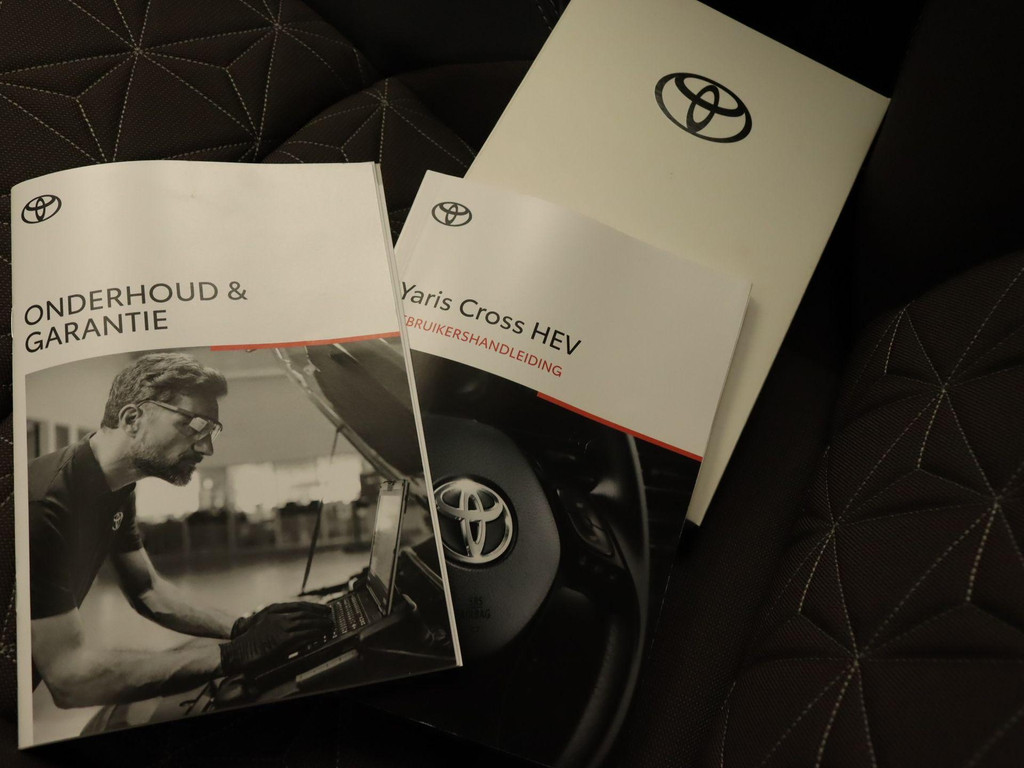 ONDERHOUD &
GARANTIE
Yaris Cross HEV
EBRUIKERSHANDLEIDING